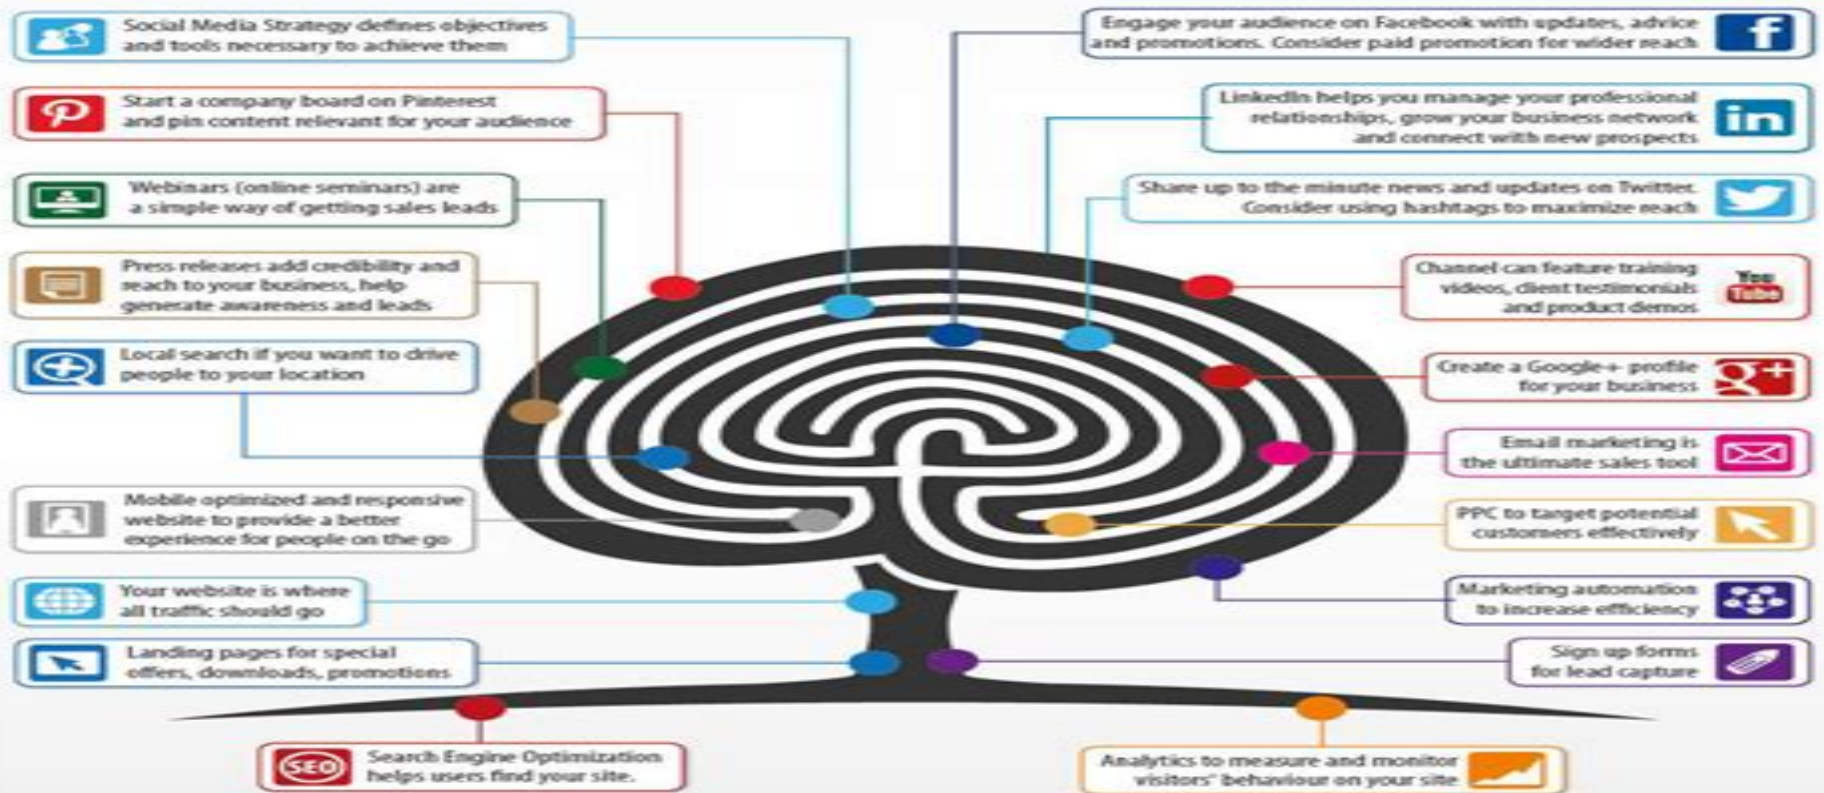 Social Media Strategy defines objectives
and tools necessary to achieve them
Start a company board on Pinterest
and pin content relevant for your audience
Webinars (online seminars) are
a simple way of getting sales leads
Press releases add credibility and
reach to your business, help
generate awareness and leads
Local search if you want to drive
people to your location
Mobile optimized and responsive
website to provide a better
experience for people on the go
Your website is where
all traffic should go
Landing pages for special
offers, downloads, promotions
SEO
Search Engine Optimization
helps users find your site.
Engage your audience on Facebook with updates, advice
and promotions. Consider paid promotion for wider reach
f
LinkedIn helps you manage your professional
relationships, grow your business network
and connect with new prospects
in
Share up to the minute news and updates on Twitter.
Consider using hashtags to maximize reach
Channel can feature training
videos, client testimonials
and product demos
You
Tube
Create a Google+ profile
for your business
g+
Email marketing is
the ultimate sales tool
PPC to target potential
customers effectively
Marketing automation
to increase efficiency
Sign up forms
for lead capture
Analytics to measure and monitor
visitors' behaviour on your site